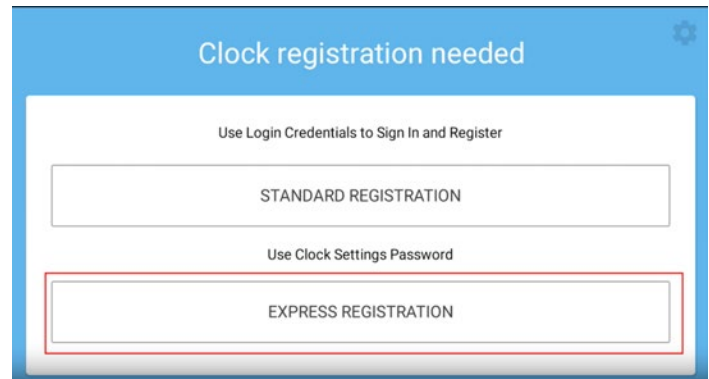 Clock registration needed
Use Login Credentials to Sign In and Register
STANDARD REGISTRATION
Use Clock Settings Password
EXPRESS REGISTRATION